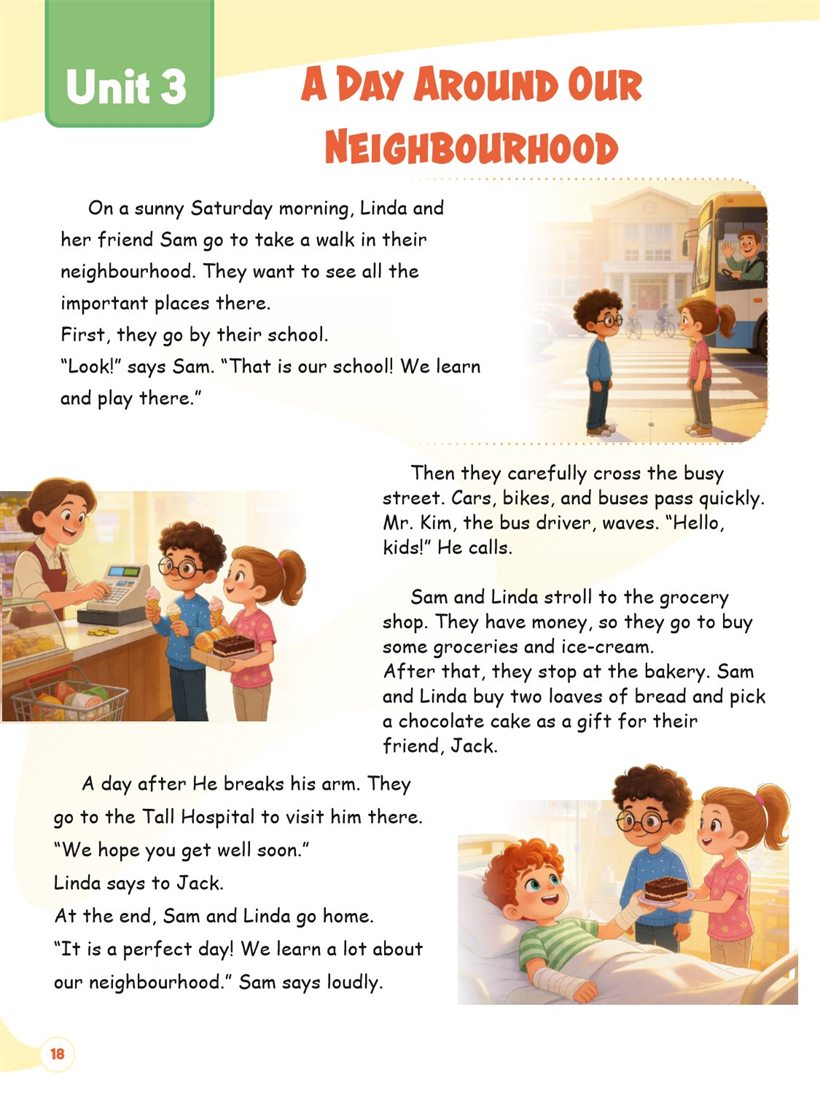 Unit 3
A Day Around Our
Neighbourhood
On a sunny Saturday morning, Linda and
her friend Sam go to take a walk in their
neighbourhood. They want to see all the
important places there.
First, they go by their school.
“Look!” says Sam. “That is our school! We learn
and play there.”
Then they carefully cross the busy
street. Cars, bikes, and buses pass quickly.
Mr. Kim, the bus driver, waves. “Hello,
kids!” He calls.
Sam and Linda stroll to the grocery
shop. They have money, so they go to buy
some groceries and ice-cream.
After that, they stop at the bakery. Sam
and Linda buy two loaves of bread and pick
a chocolate cake as a gift for their
friend, Jack.
A day after He breaks his arm. They
go to the Tall Hospital to visit him there.
“We hope you get well soon.”
Linda says to Jack.
At the end, Sam and Linda go home.
“It is a perfect day! We learn a lot about
our neighbourhood.” Sam says loudly.
18